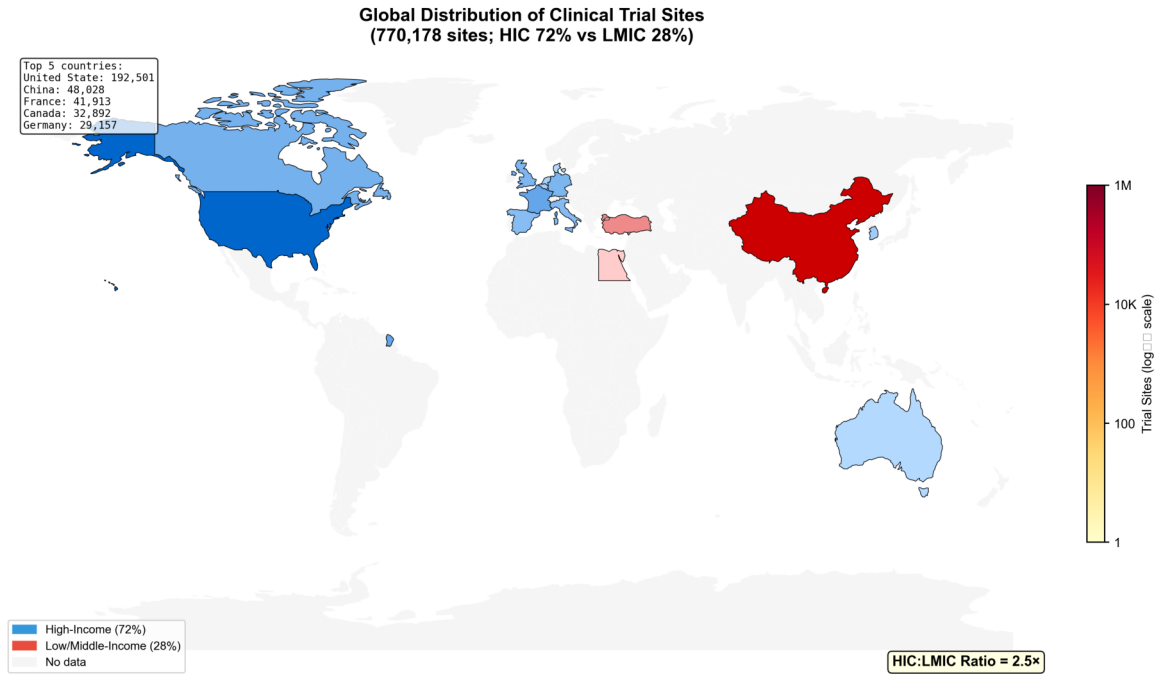 Global Distribution of Clinical Trial Sites
(770,178 sites; HIC 72% vs LMIC 28%)
Top 5 countries:
United State: 192,501
China: 48,028
France: 41,913
Canada: 32,892
Germany: 29,157
1M
10K
100
1
Trial Sites (log□□ scale)
High-Income (72%)
Low/Middle-Income (28%)
No data
HIC:LMIC Ratio = 2.5×